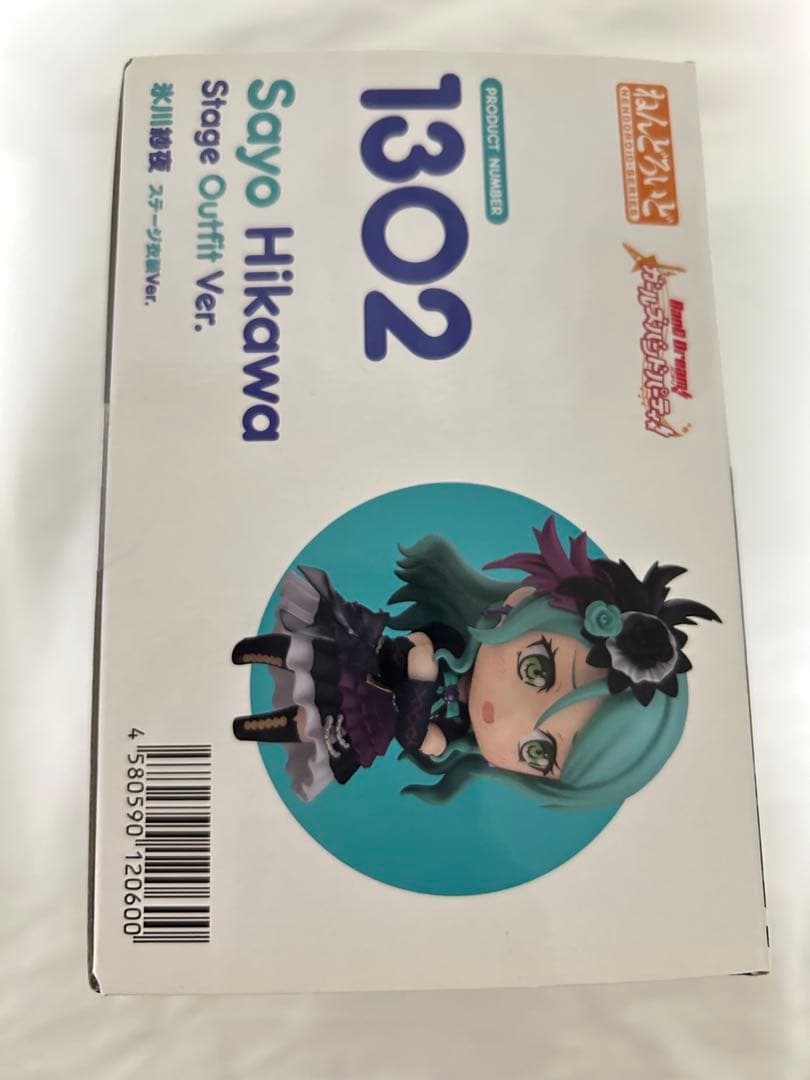 ねんどろいど
NENDOROID・SERIES
BanG Dream!
ガールズバンドパーティ!
PRODUCT NUMBER
1302
Sayo Hikawa
Stage Outfit Ver.
氷川紗夜 ステージ衣装Ver.
4 580590 120600